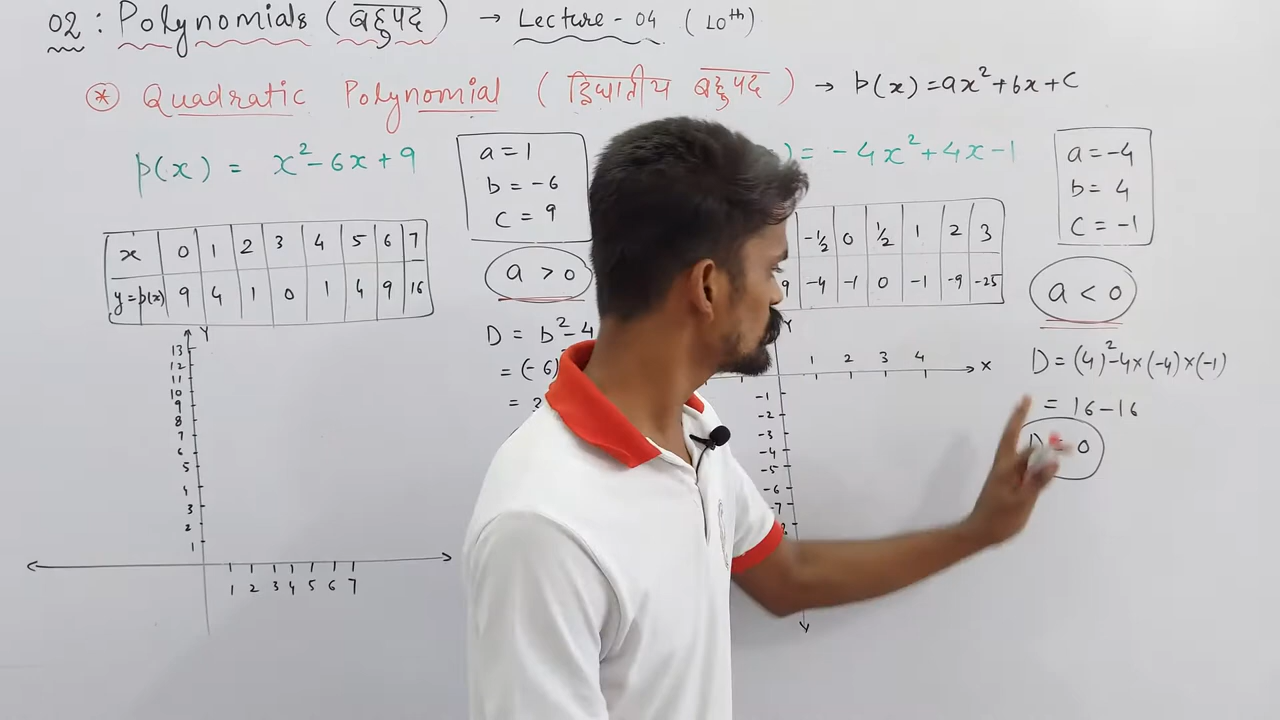 02 : Polynomials (बहुपद) → Lecture - 04 (10th)
* Quadratic Polynomial (द्विघातीय बहुपद) → p(x) = ax²+bx+c
p(x) = x²-6x+9
a=1
b=-6
c=9
x 0 1 2 3 4 5 6 7
y=p(x) 9 4 1 0 1 4 9 16
a > 0
D = b²-4
= (-6)
=
Y
13
12
11
10
9
8
7
6
5
4
3
2
1
1 2 3 4 5 6 7
) = -4x²+4x-1
a=-4
b=4
c=-1
-½ 0 ½ 1 2 3
9 -4 -1 0 -1 -9 -25
a < 0
D = (4)²-4×(-4)×(-1)
= 16-16
D = 0
Y
1 2 3 4 X
-1
-2
-3
-4
-5
-6
-7
8
Y